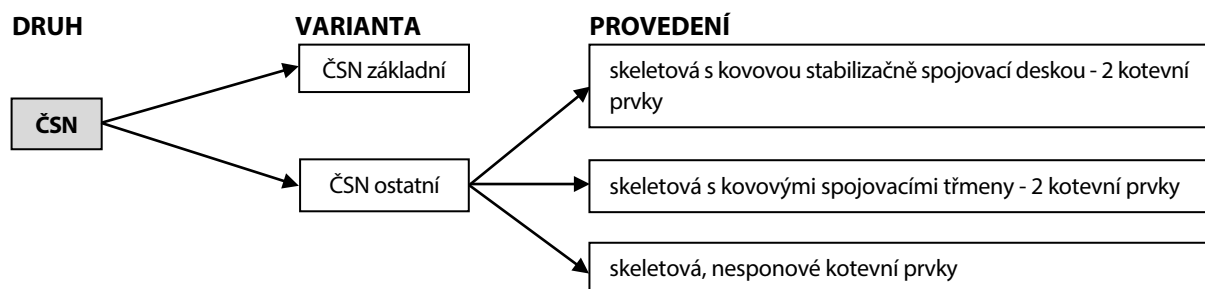 DRUH VARIANTA PROVEDENÍ
ČSN
ČSN základní
ČSN ostatní
skeletová s kovovou stabilizačně spojovací deskou - 2 kotevní
prvky
skeletová s kovovými spojovacími třmeny - 2 kotevní prvky
skeletová, nesponové kotevní prvky